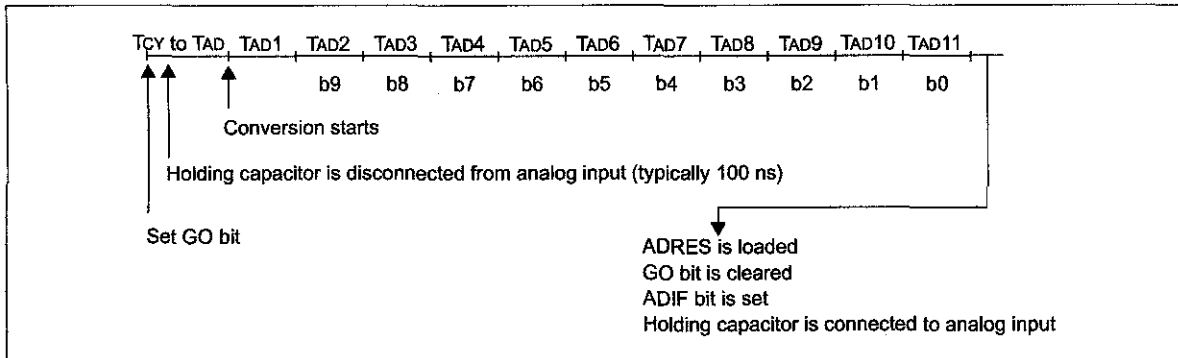 TCY to TAD TAD1 TAD2 TAD3 TAD4 TAD5 TAD6 TAD7 TAD8 TAD9 TAD10 TAD11
b9 b8 b7 b6 b5 b4 b3 b2 b1 b0
Conversion starts
Holding capacitor is disconnected from analog input (typically 100 ns)
Set GO bit
ADRES is loaded
GO bit is cleared
ADIF bit is set
Holding capacitor is connected to analog input